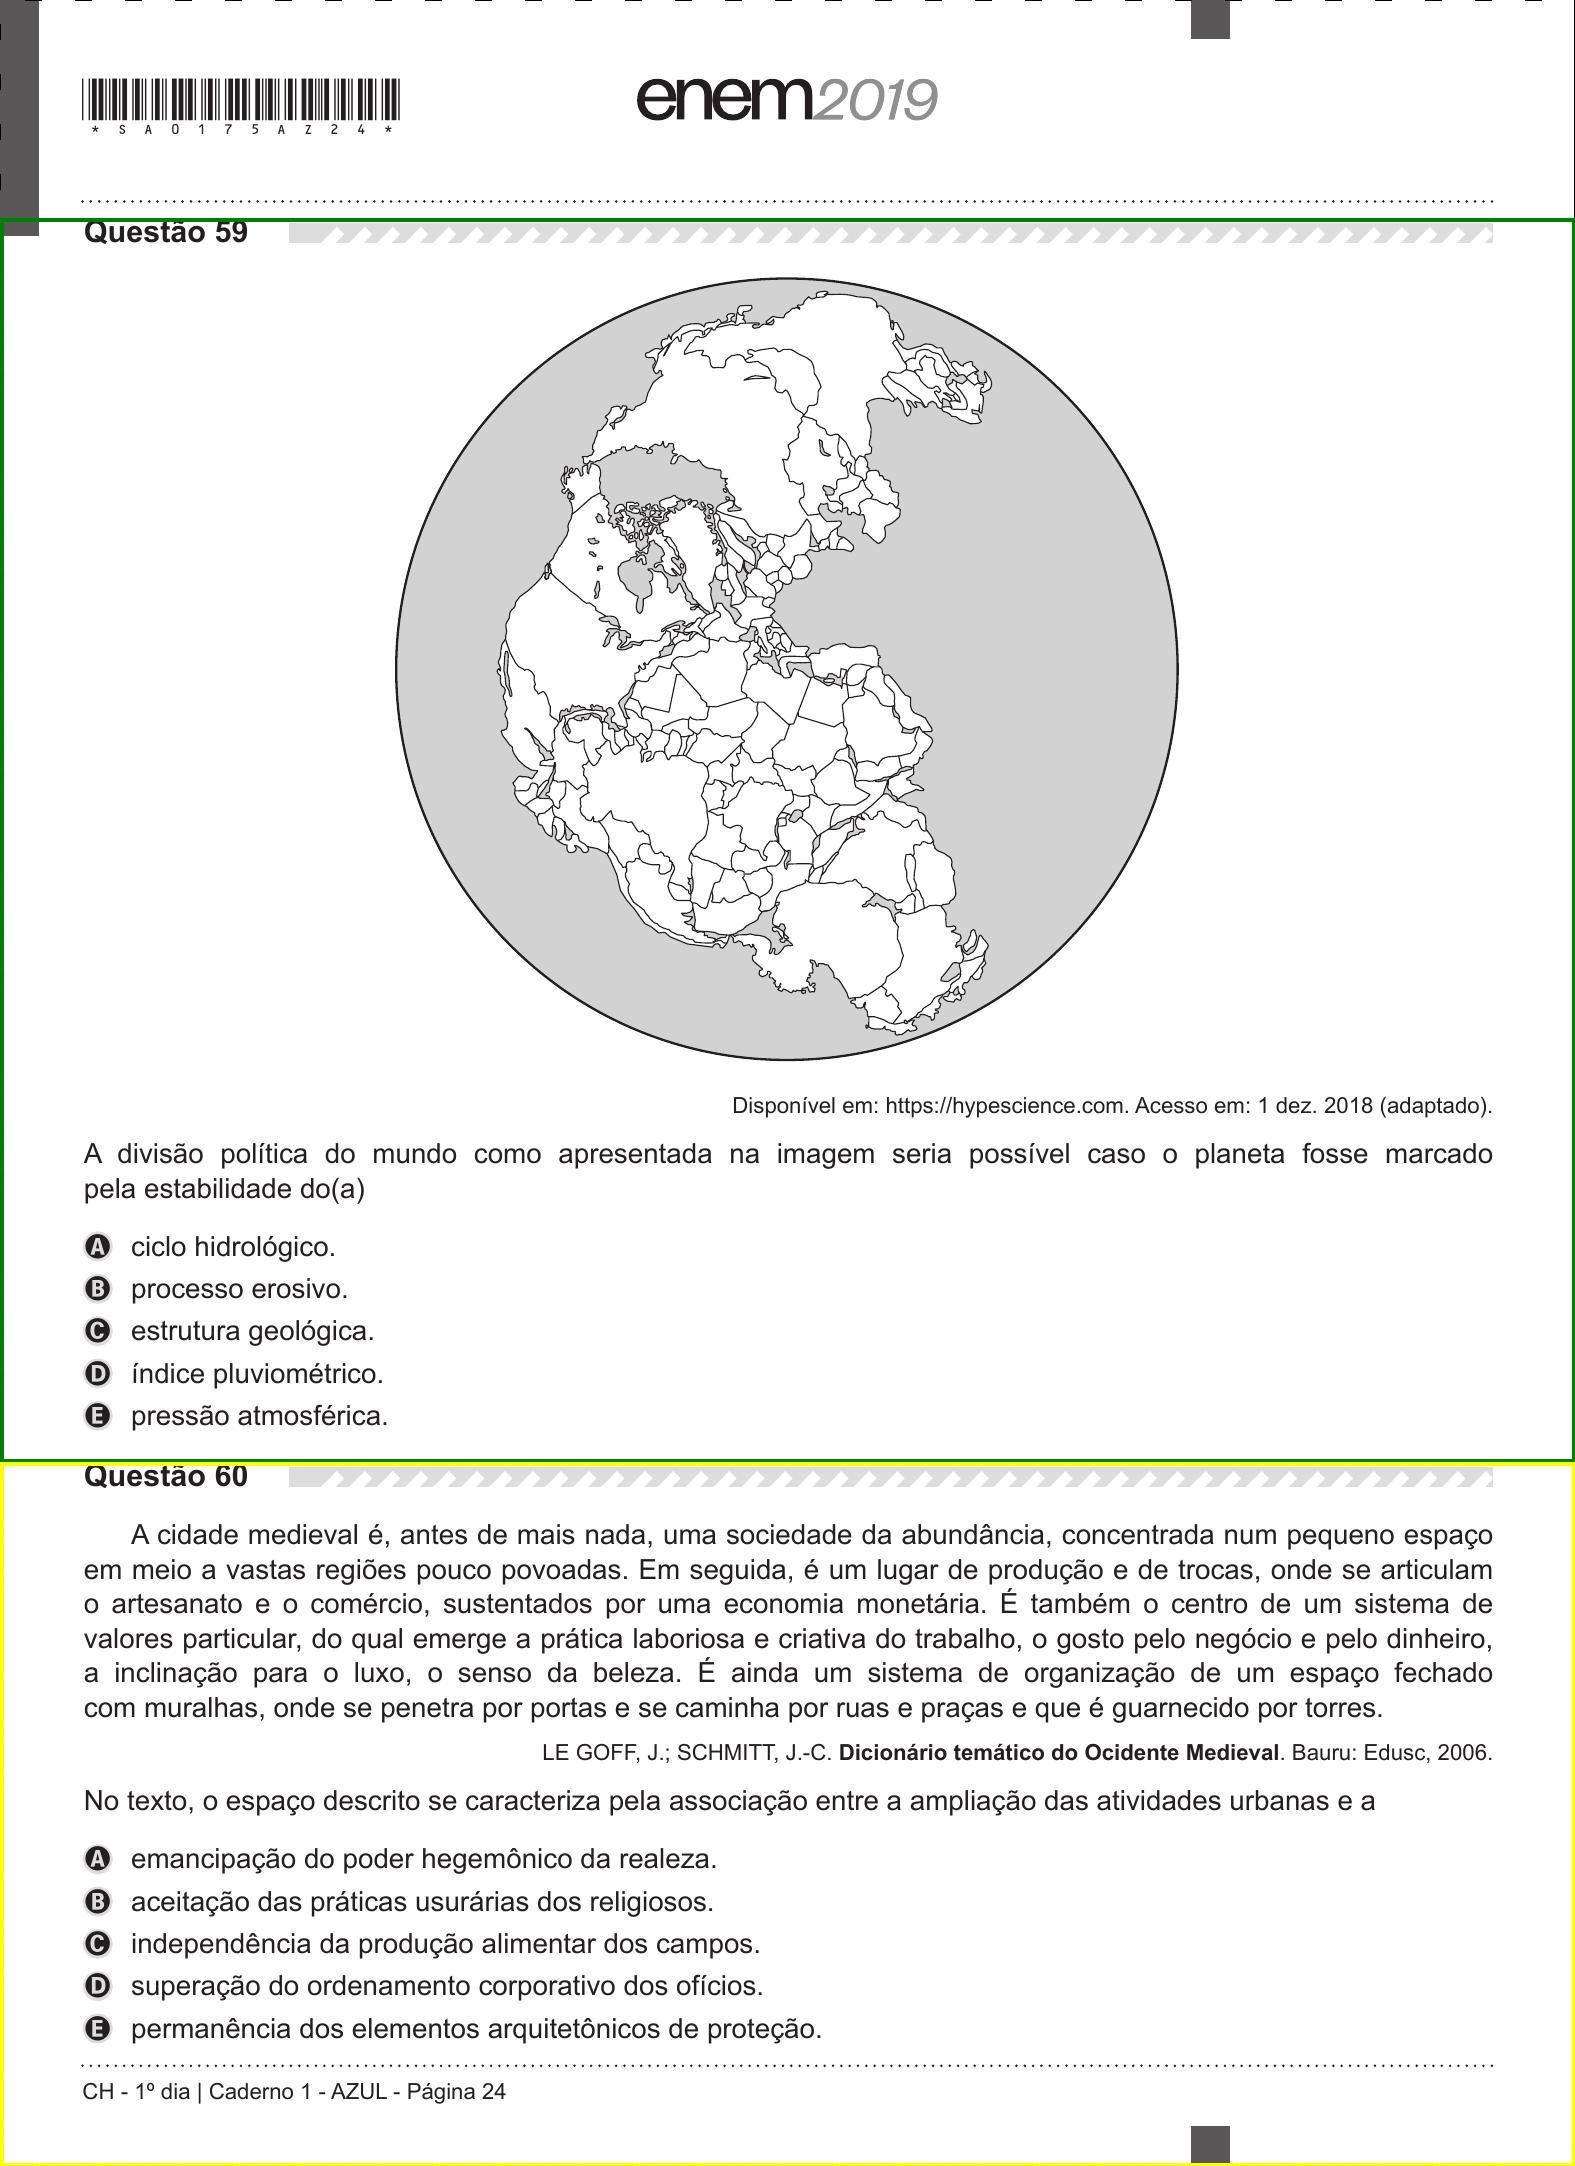 *SA0175AZ24*
enem2019
Questão 59
Disponível em: https://hypescience.com. Acesso em: 1 dez. 2018 (adaptado).
A divisão política do mundo como apresentada na imagem seria possível caso o planeta fosse marcado
pela estabilidade do(a)
A ciclo hidrológico.
B processo erosivo.
C estrutura geológica.
D índice pluviométrico.
E pressão atmosférica.
Questão 60
A cidade medieval é, antes de mais nada, uma sociedade da abundância, concentrada num pequeno espaço
em meio a vastas regiões pouco povoadas. Em seguida, é um lugar de produção e de trocas, onde se articulam
o artesanato e o comércio, sustentados por uma economia monetária. É também o centro de um sistema de
valores particular, do qual emerge a prática laboriosa e criativa do trabalho, o gosto pelo negócio e pelo dinheiro,
a inclinação para o luxo, o senso da beleza. É ainda um sistema de organização de um espaço fechado
com muralhas, onde se penetra por portas e se caminha por ruas e praças e que é guarnecido por torres.
LE GOFF, J.; SCHMITT, J.-C. Dicionário temático do Ocidente Medieval. Bauru: Edusc, 2006.
No texto, o espaço descrito se caracteriza pela associação entre a ampliação das atividades urbanas e a
A emancipação do poder hegemônico da realeza.
B aceitação das práticas usurárias dos religiosos.
C independência da produção alimentar dos campos.
D superação do ordenamento corporativo dos ofícios.
E permanência dos elementos arquitetônicos de proteção.
CH - 1º dia | Caderno 1 - AZUL - Página 24